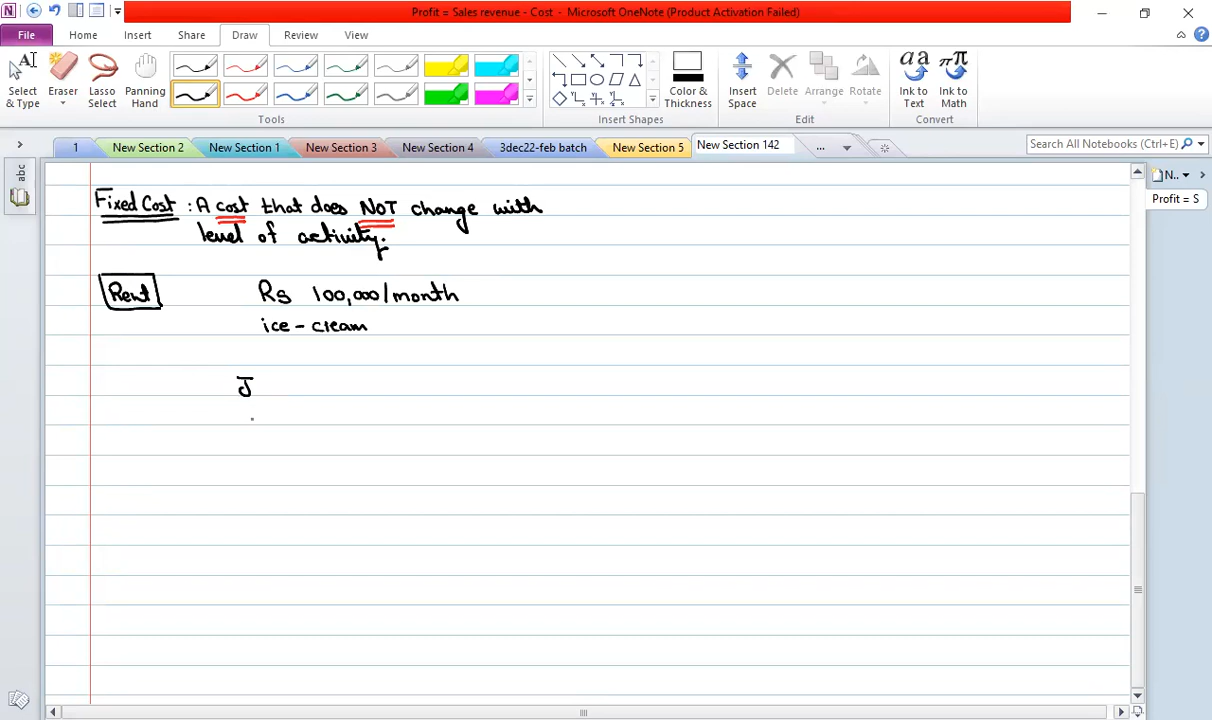 Profit = Sales revenue - Cost - Microsoft OneNote (Product Activation Failed)
File Home Insert Share Draw Review View
Select & Type
Eraser
Lasso Select
Panning Hand
Color & Thickness
Insert Space
Delete
Arrange
Rotate
Ink to Text
Ink to Math
Tools
Insert Shapes
Edit
Convert
1 New Section 2 New Section 1 New Section 3 New Section 4 3dec22-feb batch New Section 5 New Section 142 ... Search All Notebooks (Ctrl+E)
abc
N..
Profit = S
Fixed Cost : A cost that does NOT change with
level of activity.
Rent Rs 100,000/month
ice-cream
J